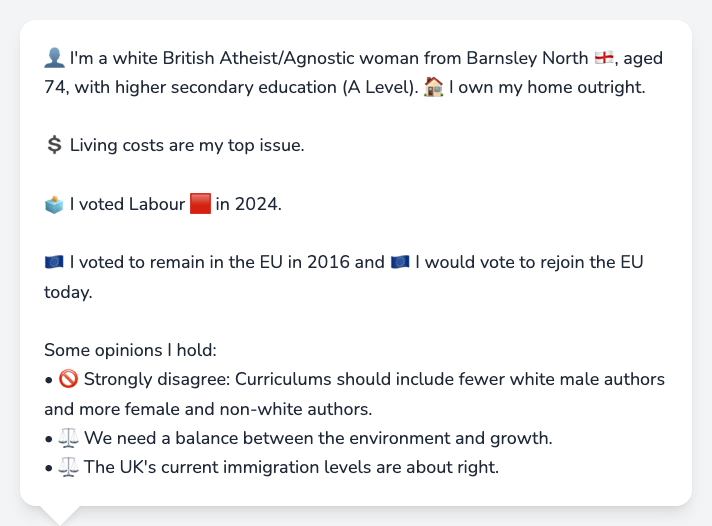 👤 I'm a white British Atheist/Agnostic woman from Barnsley North 🏴󠁧󠁢󠁥󠁮󠁧󠁿, aged
74, with higher secondary education (A Level). 🏠 I own my home outright.
💲 Living costs are my top issue.
🗳️ I voted Labour 🟥 in 2024.
🇪🇺 I voted to remain in the EU in 2016 and 🇪🇺 I would vote to rejoin the EU
today.
Some opinions I hold:
• 🚫 Strongly disagree: Curriculums should include fewer white male authors
and more female and non-white authors.
• ⚖️ We need a balance between the environment and growth.
• ⚖️ The UK's current immigration levels are about right.